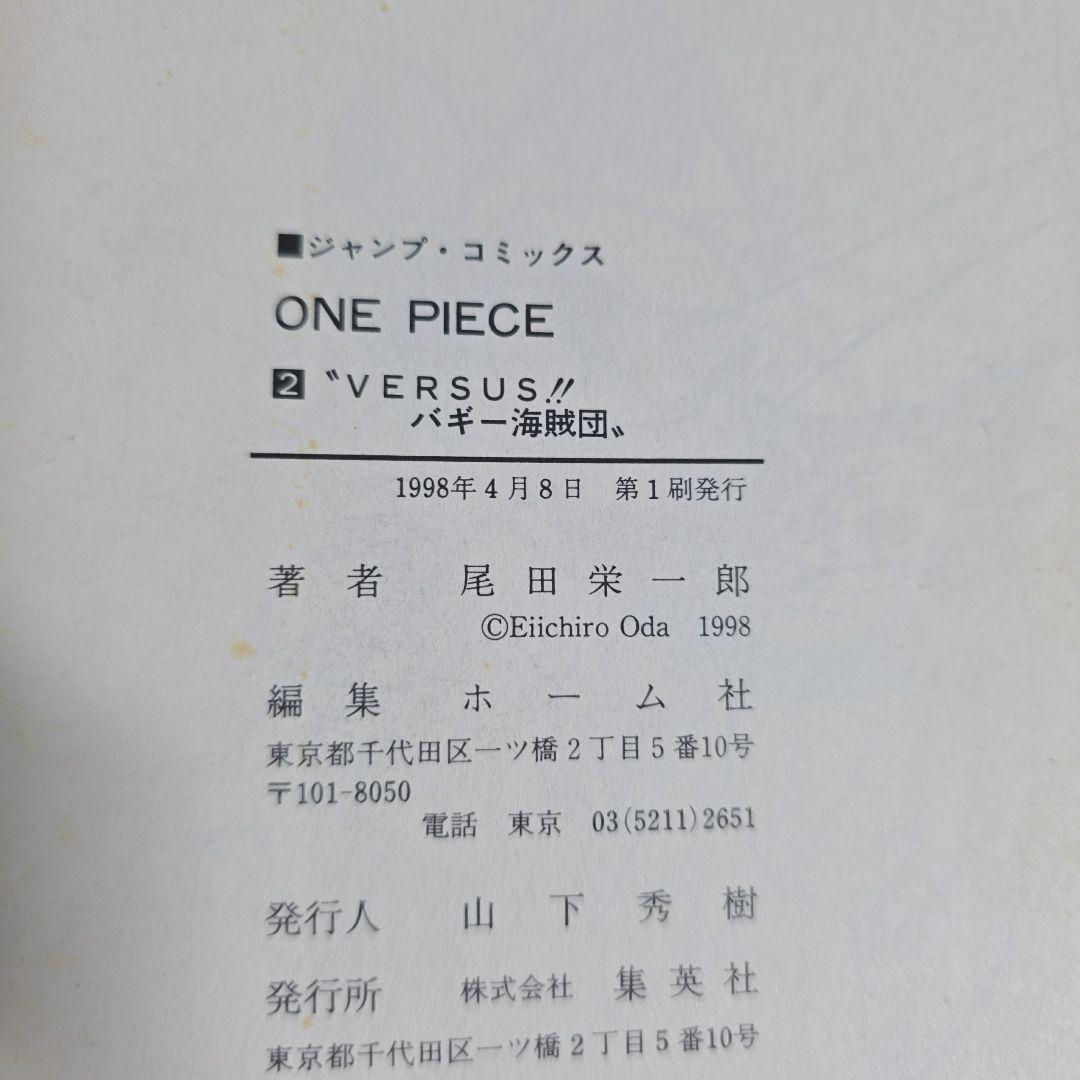 ■ジャンプ・コミックス
ONE PIECE
2 〝VERSUS!!
バギー海賊団〟
1998年4月8日 第1刷発行
著者 尾田栄一郎
©Eiichiro Oda 1998
編集 ホーム社
東京都千代田区一ツ橋2丁目5番10号
〒101-8050
電話 東京 03(5211)2651
発行人 山下秀樹
発行所 株式会社 集英社
東京都千代田区一ツ橋2丁目5番10号